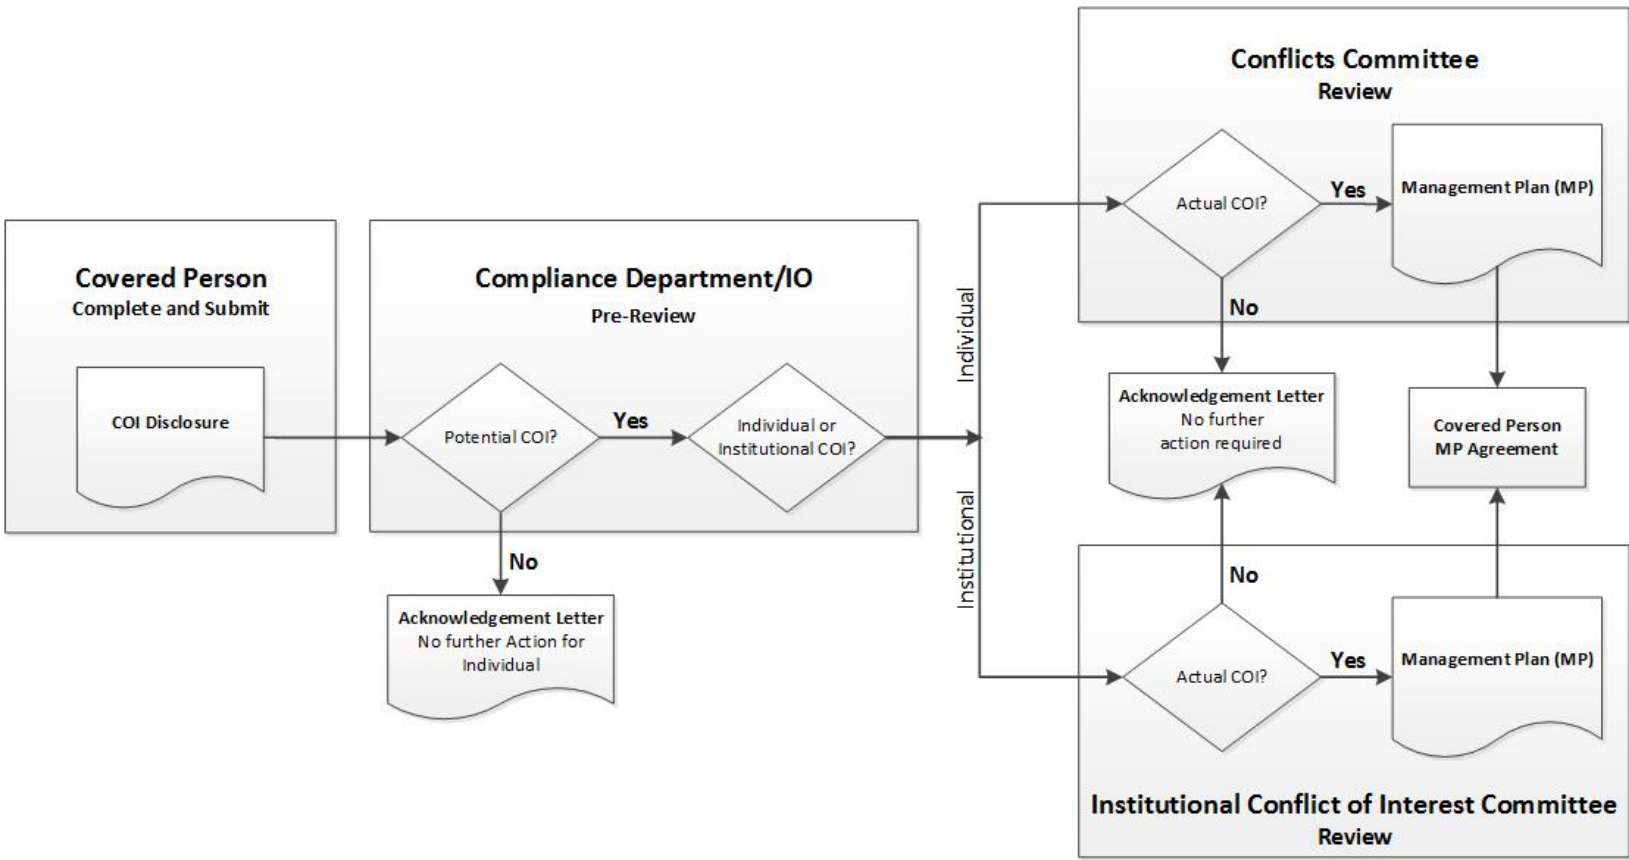 Covered Person
Complete and Submit
COI Disclosure
Compliance Department/IO
Pre-Review
Potential COI?
Yes
Individual or
Institutional COI?
No
Acknowledgement Letter
No further Action for
Individual
Individual
Institutional
Conflicts Committee
Review
Actual COI?
Yes
Management Plan (MP)
No
Acknowledgement Letter
No further
action required
Covered Person
MP Agreement
No
Actual COI?
Yes
Management Plan (MP)
Institutional Conflict of Interest Committee
Review